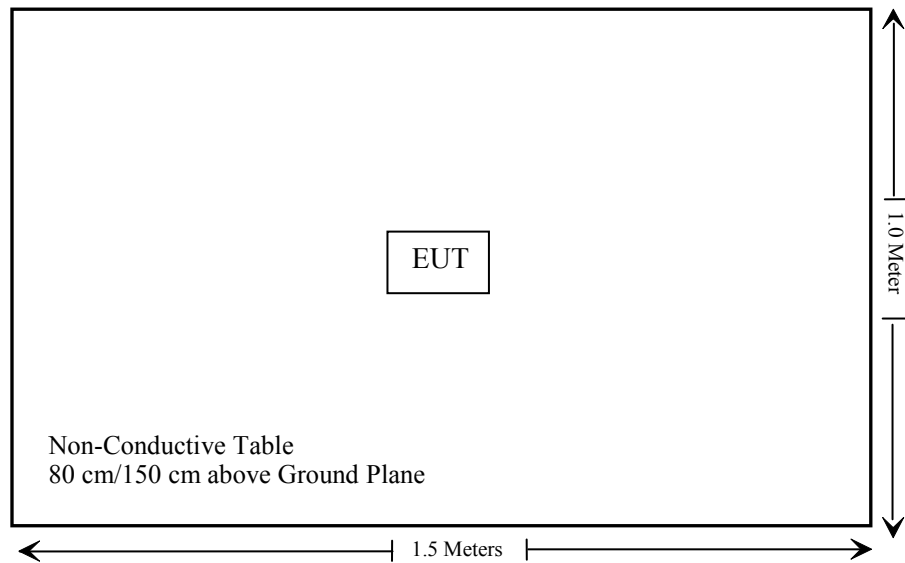 EUT
1.0 Meter
Non-Conductive Table
80 cm/150 cm above Ground Plane
1.5 Meters